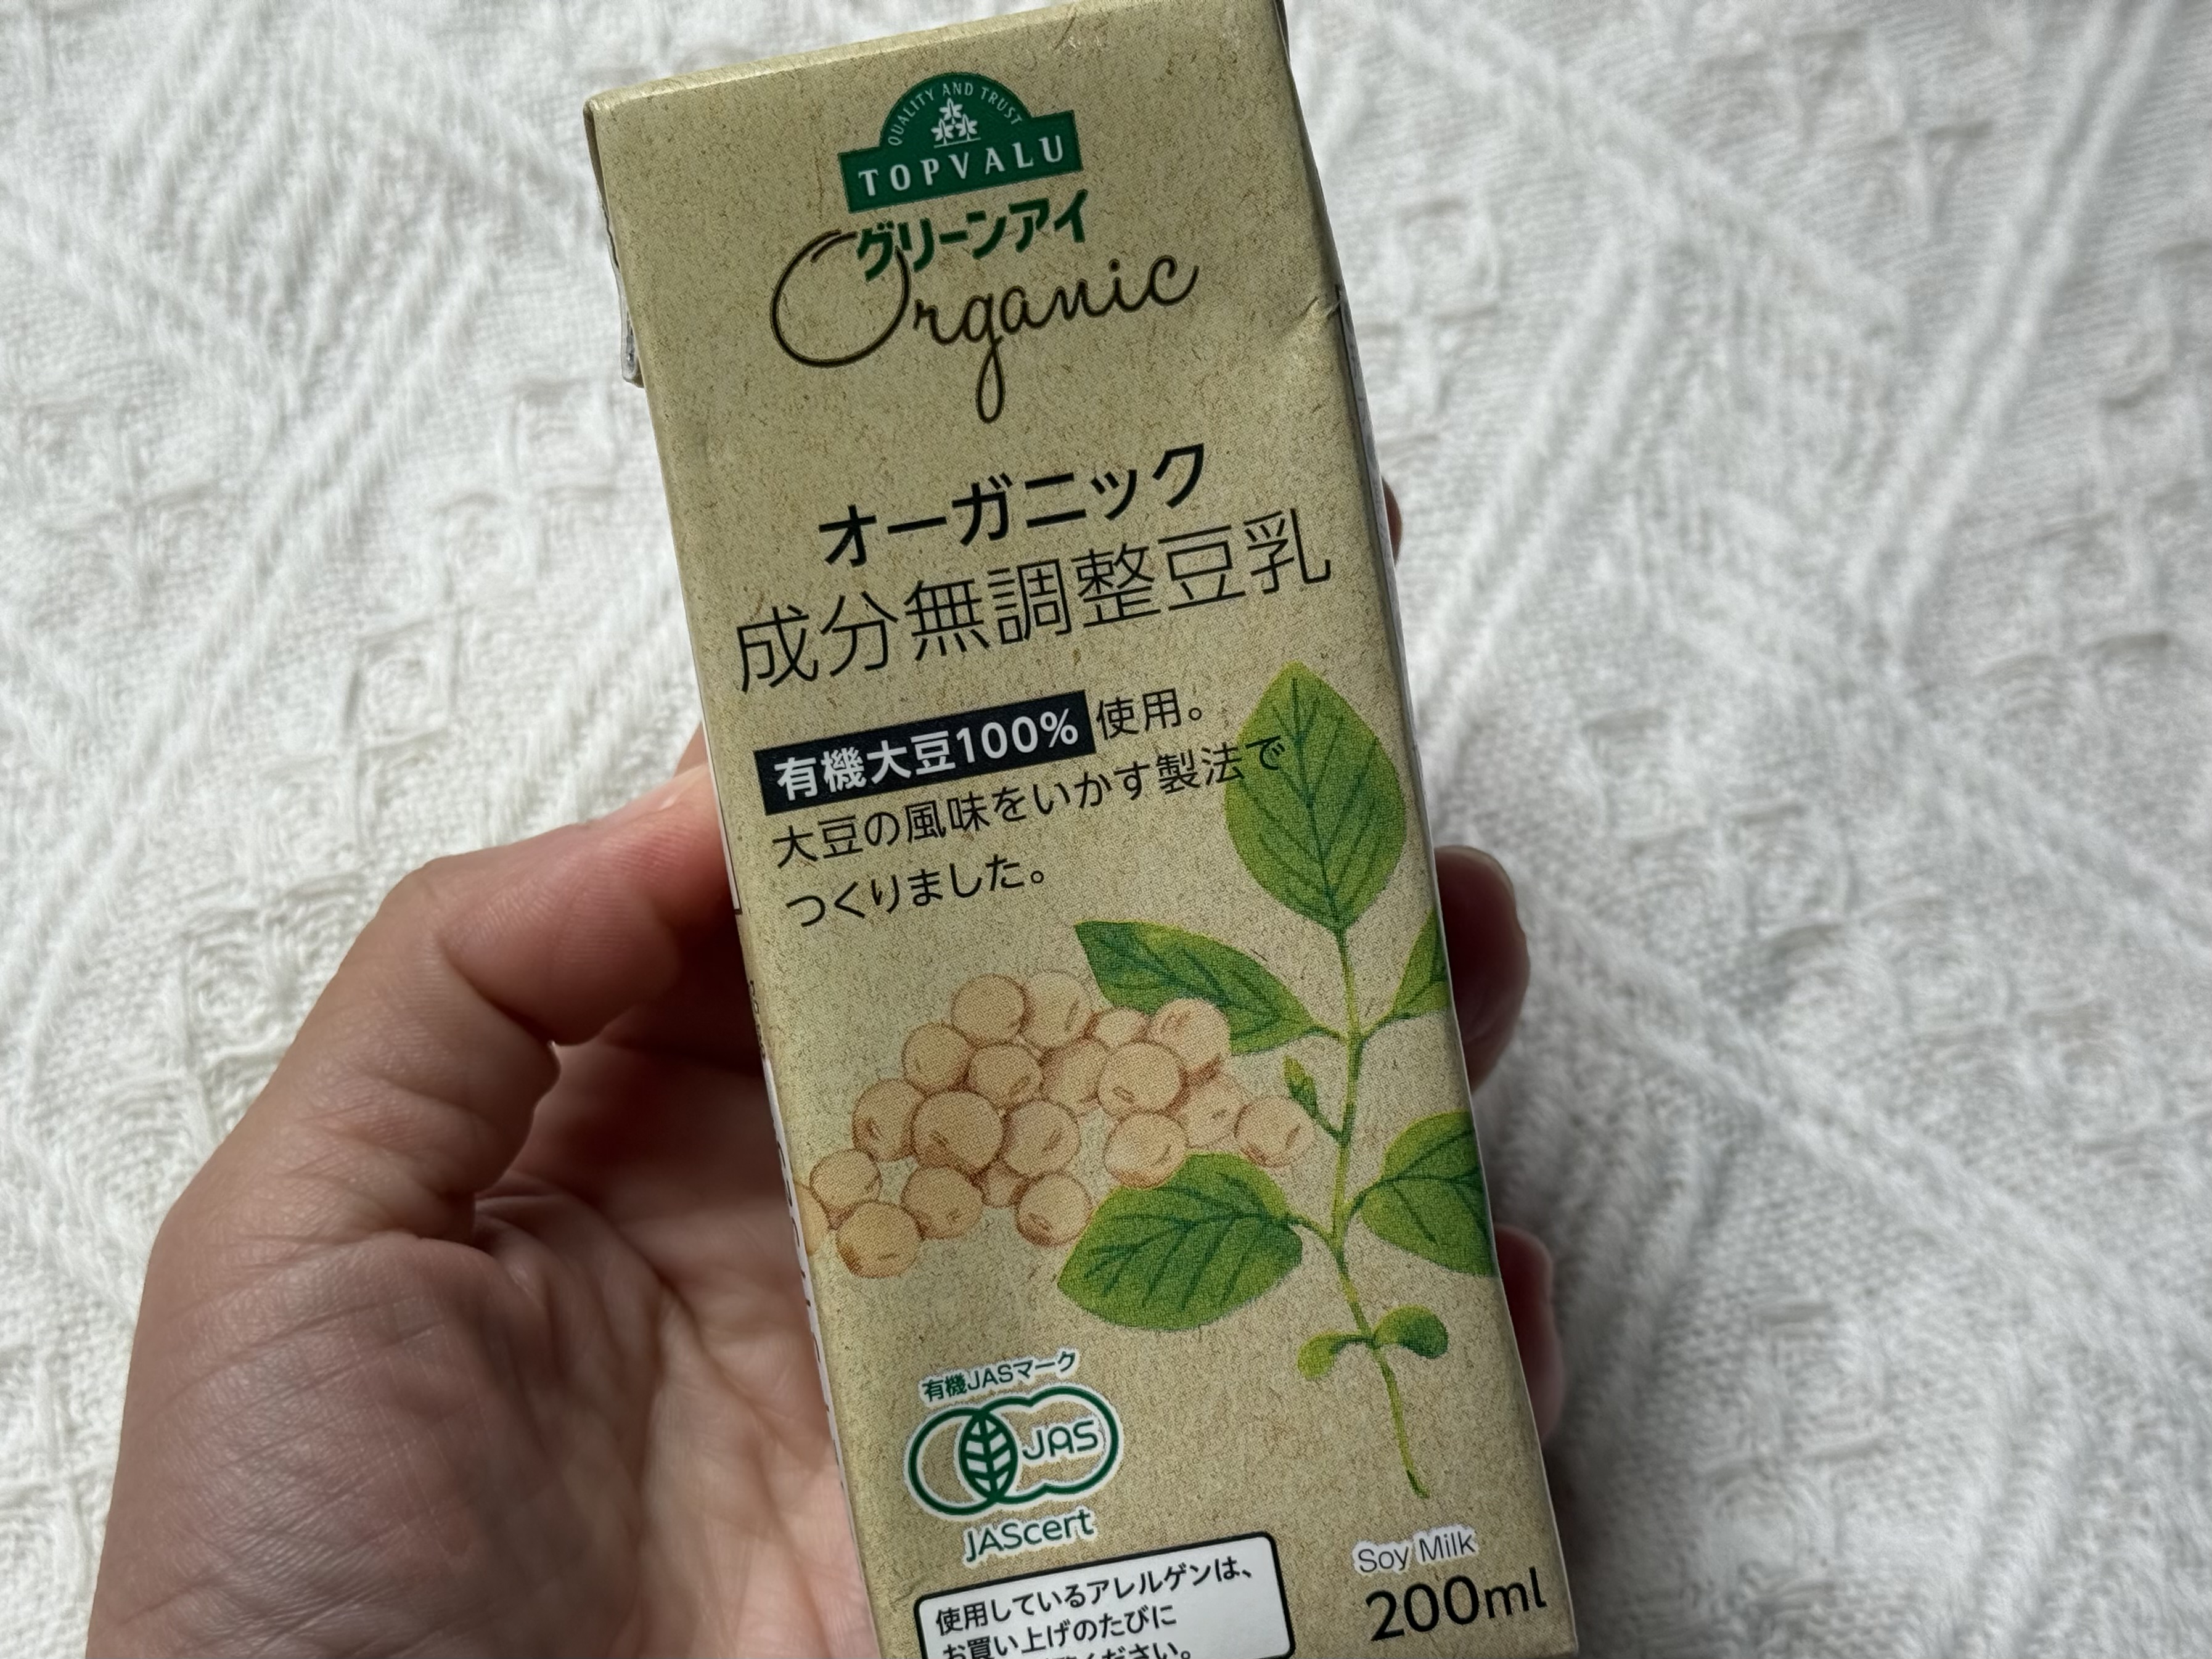 QUALITY AND TRUST
TOPVALU
グリーンアイ
Organic
オーガニック
成分無調整豆乳
有機大豆100%使用。
大豆の風味をいかす製法で
つくりました。
有機JASマーク
JAS
JAScert
Soy Milk
200ml
使用しているアレルゲンは、
お買い上げのたびに
ください。